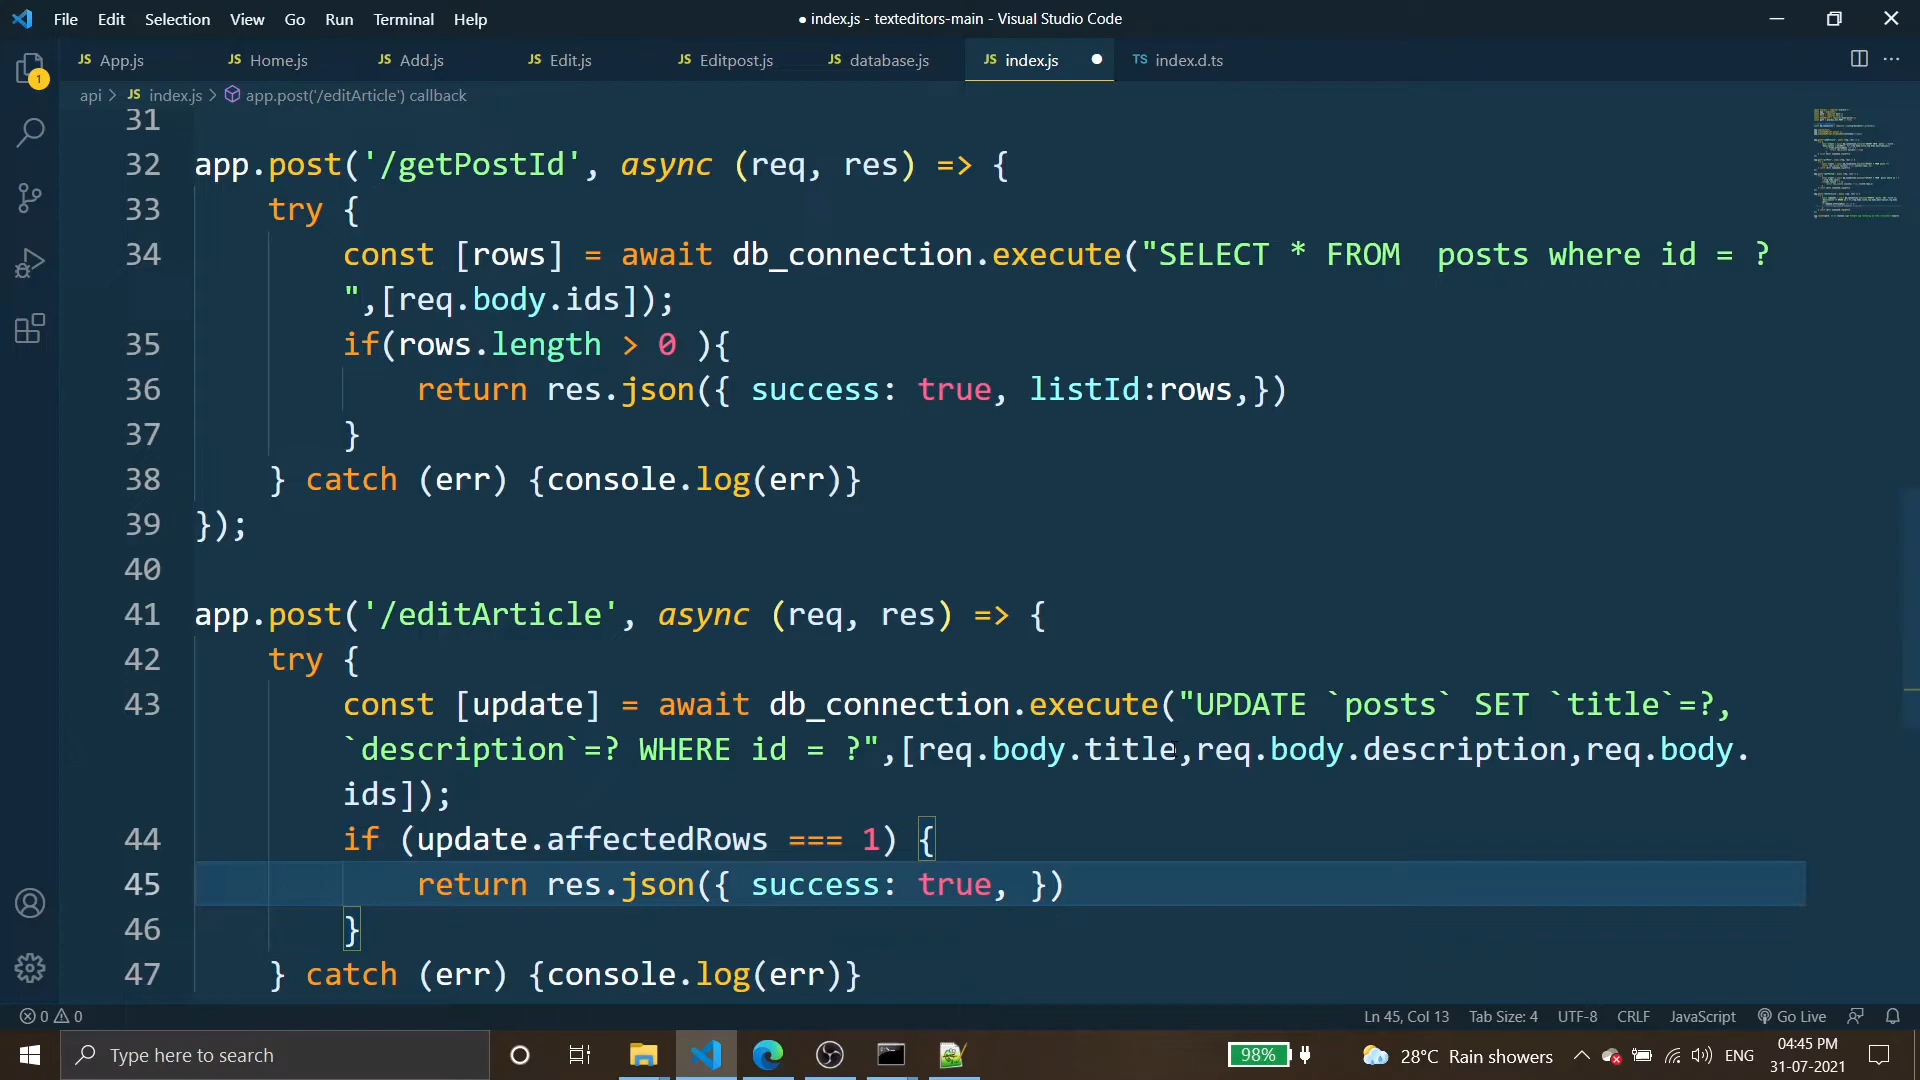 File Edit Selection View Go Run Terminal Help
● index.js - texteditors-main - Visual Studio Code
JS App.js JS Home.js JS Add.js JS Edit.js JS Editpost.js JS database.js JS index.js ● TS index.d.ts
api > JS index.js > app.post('/editArticle') callback
1
31
32 app.post('/getPostId', async (req, res) => {
33 try {
34 const [rows] = await db_connection.execute("SELECT * FROM  posts where id = ?
",[req.body.ids]);
35 if(rows.length > 0 ){
36 return res.json({ success: true, listId:rows,})
37 }
38 } catch (err) {console.log(err)}
39 });
40
41 app.post('/editArticle', async (req, res) => {
42 try {
43 const [update] = await db_connection.execute("UPDATE `posts` SET `title`=?,
`description`=? WHERE id = ?",[req.body.title,req.body.description,req.body.
ids]);
44 if (update.affectedRows === 1) {
45 return res.json({ success: true, })
46 }
47 } catch (err) {console.log(err)}
0 0 Ln 45, Col 13 Tab Size: 4 UTF-8 CRLF JavaScript Go Live
Type here to search 98% 28°C Rain showers ENG 04:45 PM
31-07-2021